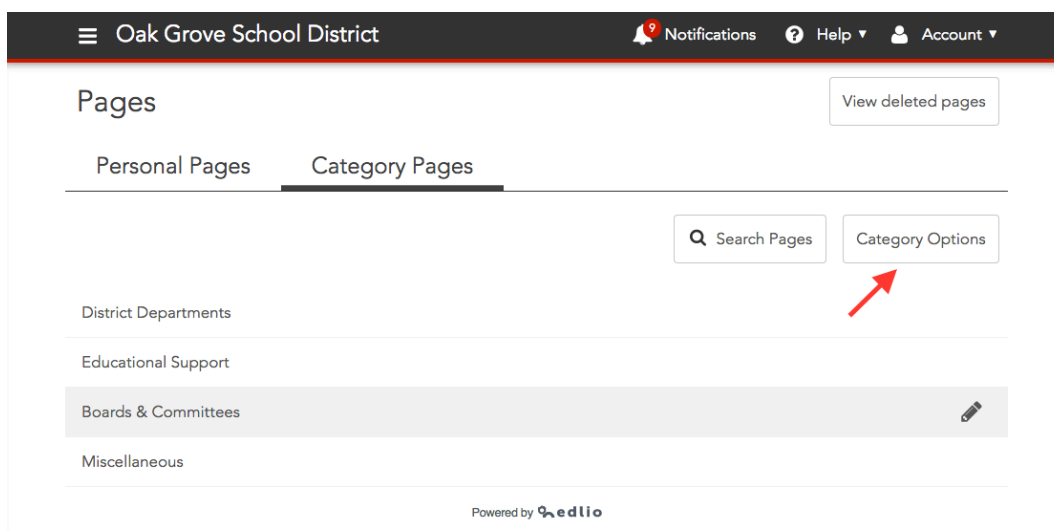 Oak Grove School District
9 Notifications Help Account
Pages
View deleted pages
Personal Pages Category Pages
Search Pages Category Options
District Departments
Educational Support
Boards & Committees
Miscellaneous
Powered by edlio